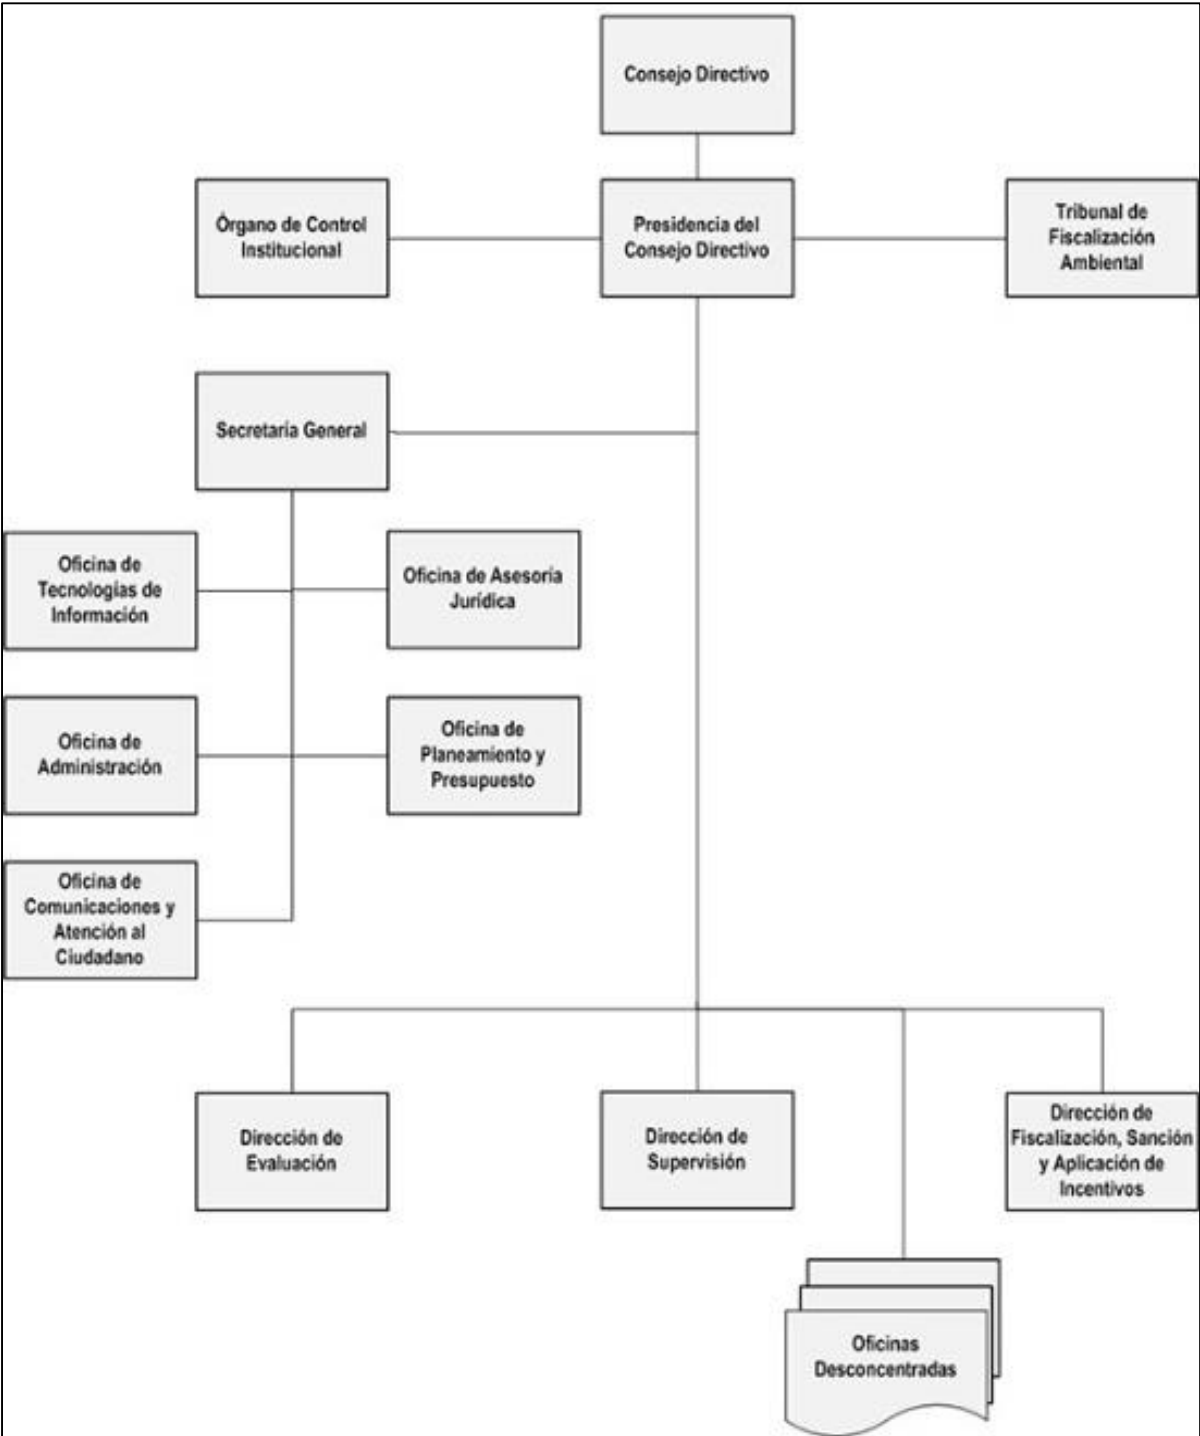 Consejo Directivo
Órgano de Control
Institucional
Presidencia del
Consejo Directivo
Tribunal de
Fiscalización
Ambiental
Secretaría General
Oficina de
Tecnologías de
Información
Oficina de Asesoría
Jurídica
Oficina de
Administración
Oficina de
Planeamiento y
Presupuesto
Oficina de
Comunicaciones y
Atención al
Ciudadano
Dirección de
Evaluación
Dirección de
Supervisión
Dirección de
Fiscalización, Sanción
y Aplicación de
Incentivos
Oficinas
Desconcentradas